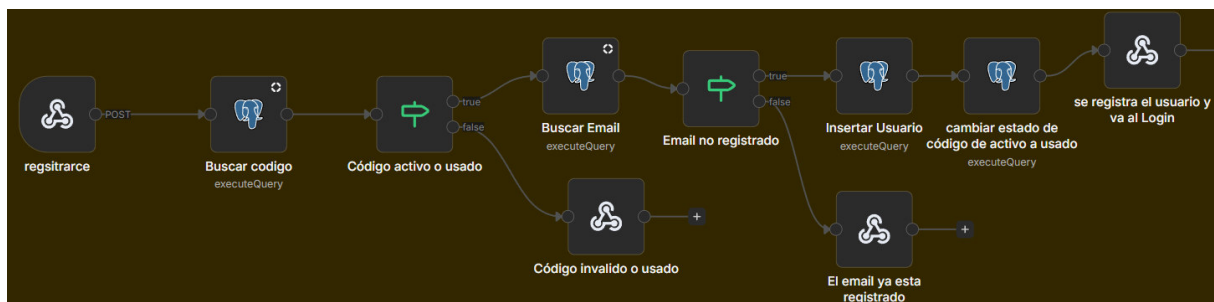 regsitrarce
POST
Buscar codigo
executeQuery
Código activo o usado
true
false
Código invalido o usado
Buscar Email
executeQuery
Email no registrado
true
false
El email ya esta
registrado
Insertar Usuario
executeQuery
cambiar estado de
código de activo a usado
executeQuery
se registra el usuario y
va al Login